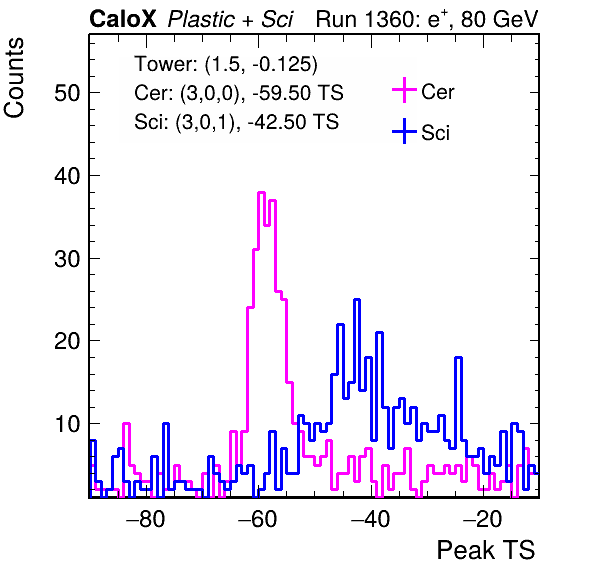 CaloX Plastic + Sci Run 1360: e⁺, 80 GeV
Counts
Tower: (1.5, -0.125)
Cer: (3,0,0), -59.50 TS
Sci: (3,0,1), -42.50 TS
Cer
Sci
50
40
30
20
10
−80 −60 −40 −20
Peak TS